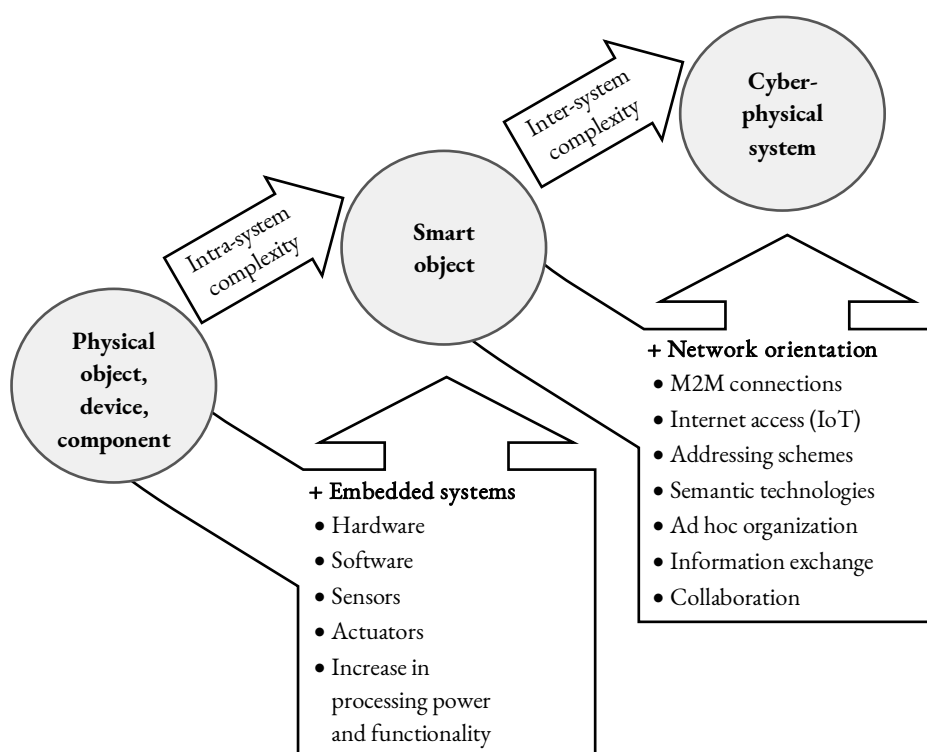 Cyber-
physical
system
Inter-system
complexity
Smart
object
Intra-system
complexity
Physical
object,
device,
component
+ Network orientation
• M2M connections
• Internet access (IoT)
• Addressing schemes
• Semantic technologies
• Ad hoc organization
• Information exchange
• Collaboration
+ Embedded systems
• Hardware
• Software
• Sensors
• Actuators
• Increase in
processing power
and functionality